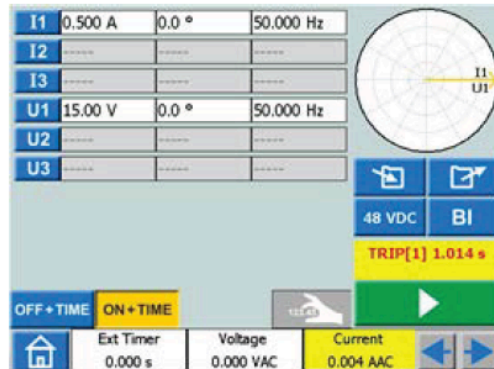 I1 0.500 A 0.0 ° 50.000 Hz
I2 ----- ----- -----
I3 ----- ----- -----
U1 15.00 V 0.0 ° 50.000 Hz
U2 ----- ----- -----
U3 ----- ----- -----
I1
U1
48 VDC BI
TRIP[1] 1.014 s
OFF+TIME ON+TIME 123.45
Ext Timer Voltage Current
0.000 s 0.000 VAC 0.004 AAC